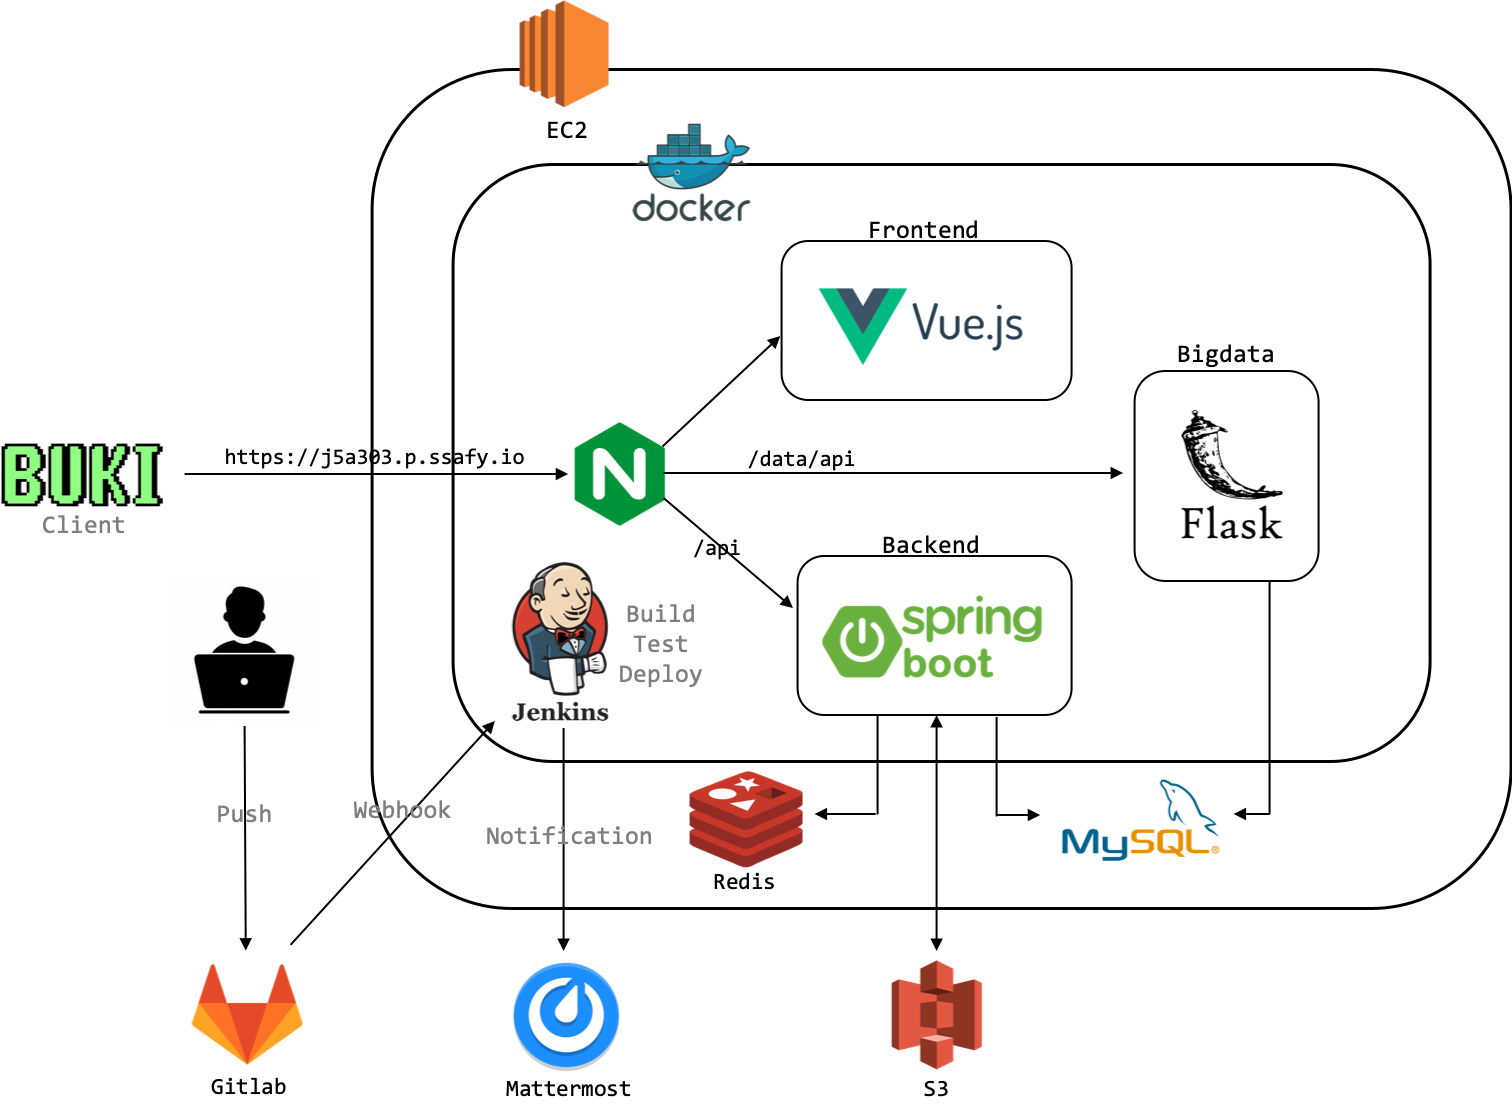 EC2
docker
Frontend
Vue.js
Bigdata
Flask
BUKI
Client
https://j5a303.p.ssafy.io
N
/data/api
/api
Backend
spring
boot
Jenkins
Build
Test
Deploy
Push
Webhook
Notification
Redis
MySQL®
Gitlab
Mattermost
S3